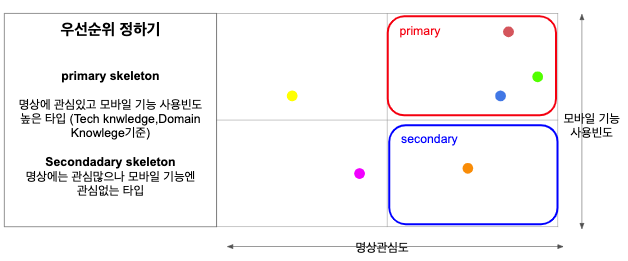 우선순위 정하기
primary skeleton
명상에 관심있고 모바일 기능 사용빈도
높은 타입 (Tech knwledge,Domain
Knowlege기준)
Secondadary skeleton
명상에는 관심많으나 모바일 기능엔
관심없는 타입
primary
secondary
모바일 기능
사용빈도
명상관심도